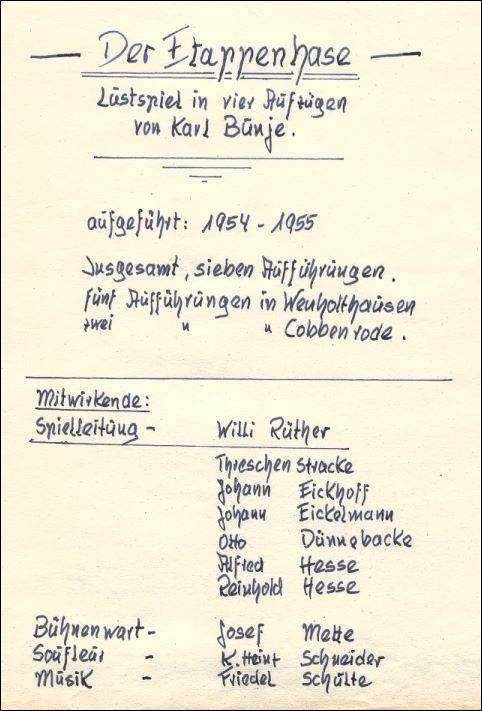 Der Etappenhase
Lustspiel in vier Aufzügen
von Karl Bunje.
aufgeführt: 1954 - 1955
Insgesamt, sieben Aufführungen.
fünf Aufführungen in Wenholthausen
zwei " " Cobbenrode.
Mitwirkende:
Spielleitung - Willi Rüther
Threschen Stracke
Johann Eickhoff
Johann Eickelmann
Otto Dünnebacke
Alfred Hesse
Reinhold Hesse
Bühnenwart - Josef Mette
Soufleur - K. Heinz Schneider
Musik - Friedel Schulte